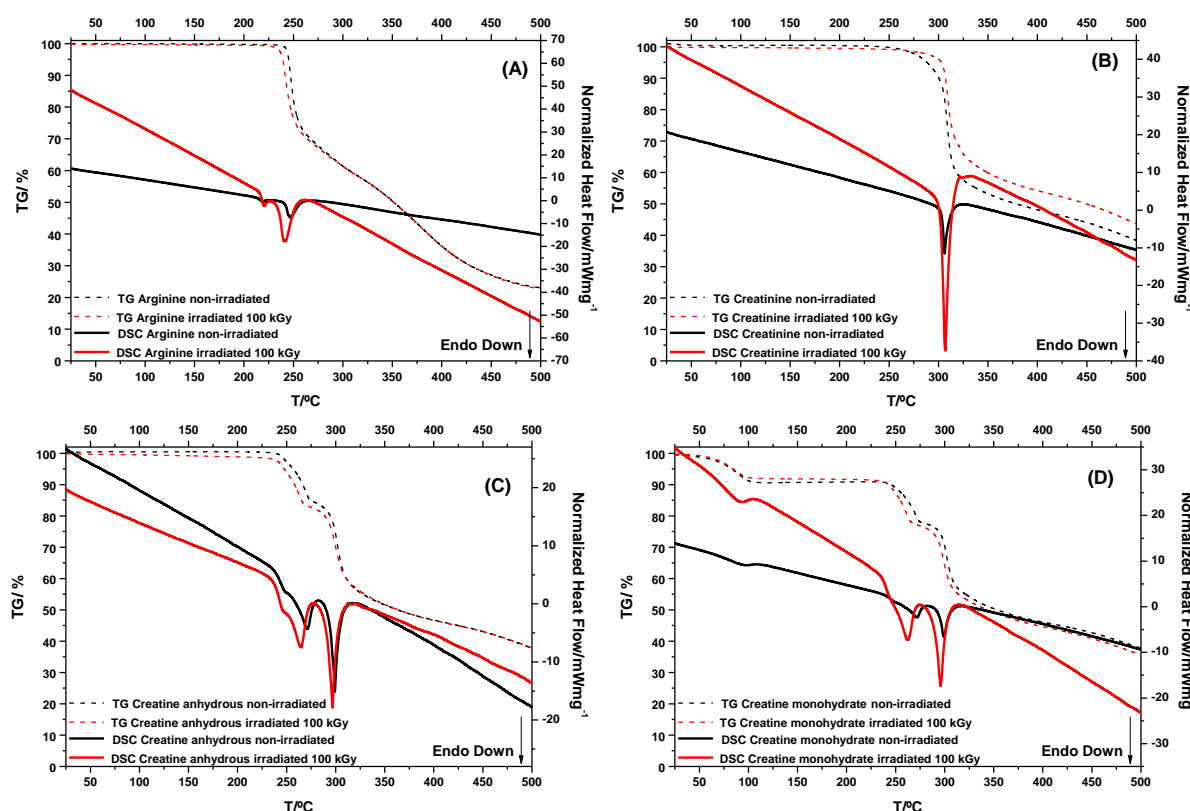 50 100 150 200 250 300 350 400 450 500
(A)
100
90
80
70
60
50
40
30
20
10
0
TG/ %
70
60
50
40
30
20
10
0
-10
-20
-30
-40
-50
-60
-70
Normalized Heat Flow/mWmg-1
TG Arginine non-irradiated
TG Arginine irradiated 100 kGy
DSC Arginine non-irradiated
DSC Arginine irradiated 100 kGy
Endo Down
50 100 150 200 250 300 350 400 450 500
T/ºC
50 100 150 200 250 300 350 400 450 500
(B)
100
90
80
70
60
50
40
30
20
10
0
TG/ %
40
30
20
10
0
-10
-20
-30
-40
Normalized Heat Flow/mWmg-1
TG Creatinine non-irradiated
TG Creatinine irradiated 100 kGy
DSC Creatinine non-irradiated
DSC Creatinine irradiated 100 kGy
Endo Down
50 100 150 200 250 300 350 400 450 500
T/ºC
50 100 150 200 250 300 350 400 450 500
(C)
100
90
80
70
60
50
40
30
20
10
0
TG/ %
20
10
0
-10
-20
Normalized Heat Flow/mWmg-1
TG Creatine anhydrous non-irradiated
TG Creatine anhydrous irradiated 100 kGy
DSC Creatine anhydrous non-irradiated
DSC Creatine anhydrous irradiated 100 kGy
Endo Down
50 100 150 200 250 300 350 400 450 500
T/ºC
50 100 150 200 250 300 350 400 450 500
(D)
100
90
80
70
60
50
40
30
20
10
0
TG/ %
30
20
10
0
-10
-20
-30
Normalized Heat Flow/mWmg-1
TG Creatine monohydrate non-irradiated
TG Creatine monohydrate irradiated 100 kGy
DSC Creatine monohydrate non-irradiated
DSC Creatine monohydrate irradiated 100 kGy
Endo Down
50 100 150 200 250 300 350 400 450 500
T/ºC